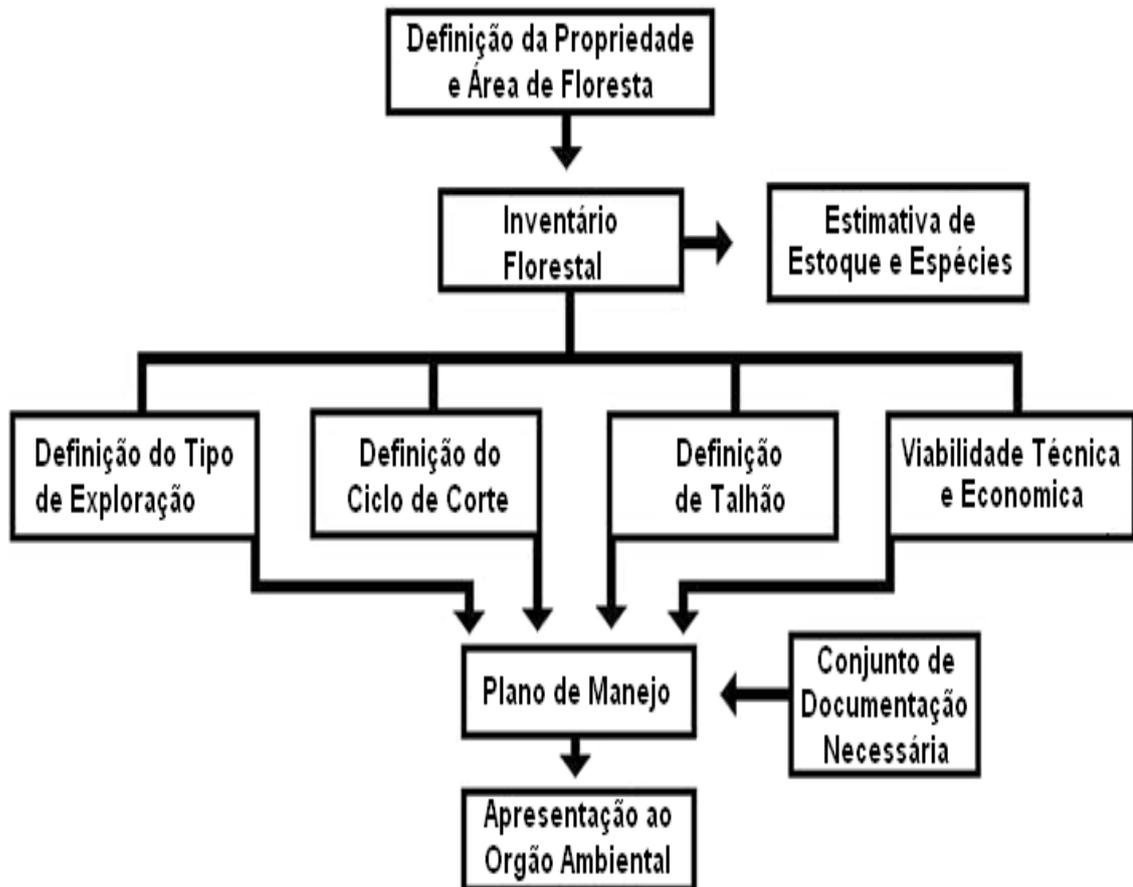 Definição da Propriedade
e Área de Floresta
Inventário
Florestal
Estimativa de
Estoque e Espécies
Definição do Tipo
de Exploração
Definição do
Ciclo de Corte
Definição
de Talhão
Viabilidade Técnica
e Economica
Plano de Manejo
Conjunto de
Documentação
Necessária
Apresentação ao
Orgão Ambiental